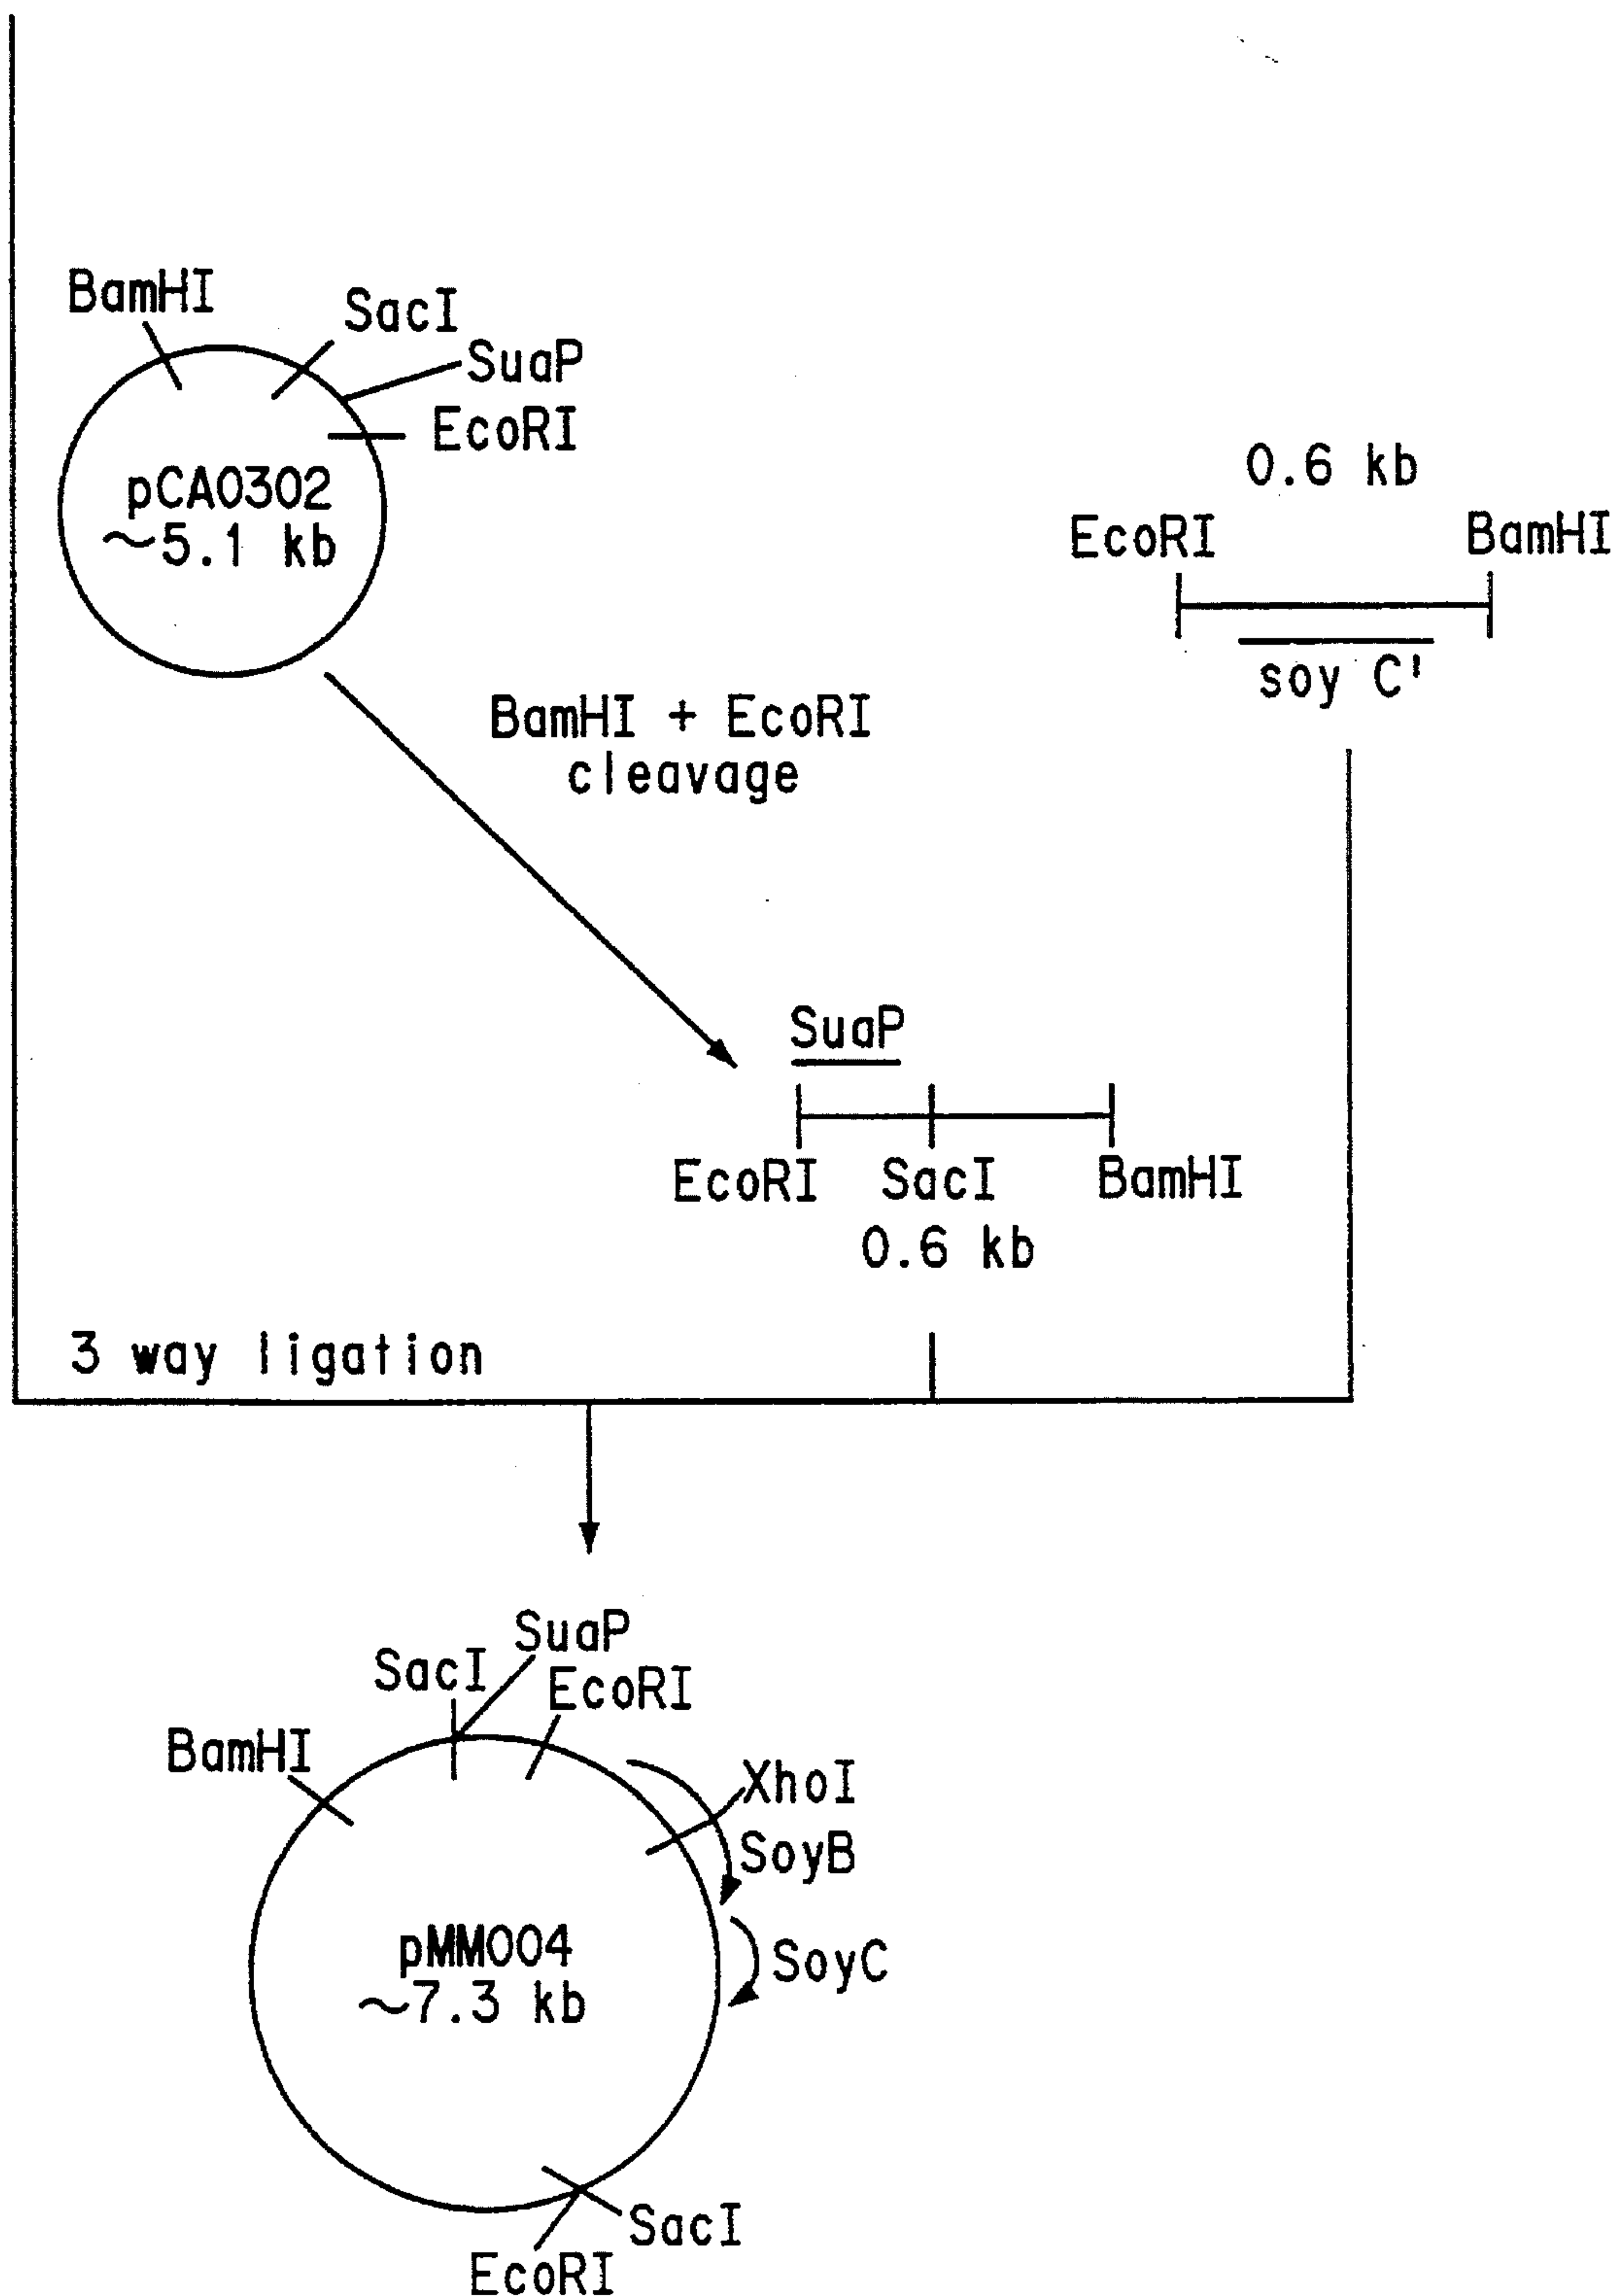 BamHI
SacI
SuaP
EcoRI
pCA0302
~5.1 kb
0.6 kb
EcoRI
BamHI
soy C'
BamHI + EcoRI
cleavage
SuaP
EcoRI
SacI
BamHI
0.6 kb
3 way ligation
SuaP
SacI
EcoRI
BamHI
XhoI
SoyB
pMM004
~7.3 kb
SoyC
SacI
EcoRI